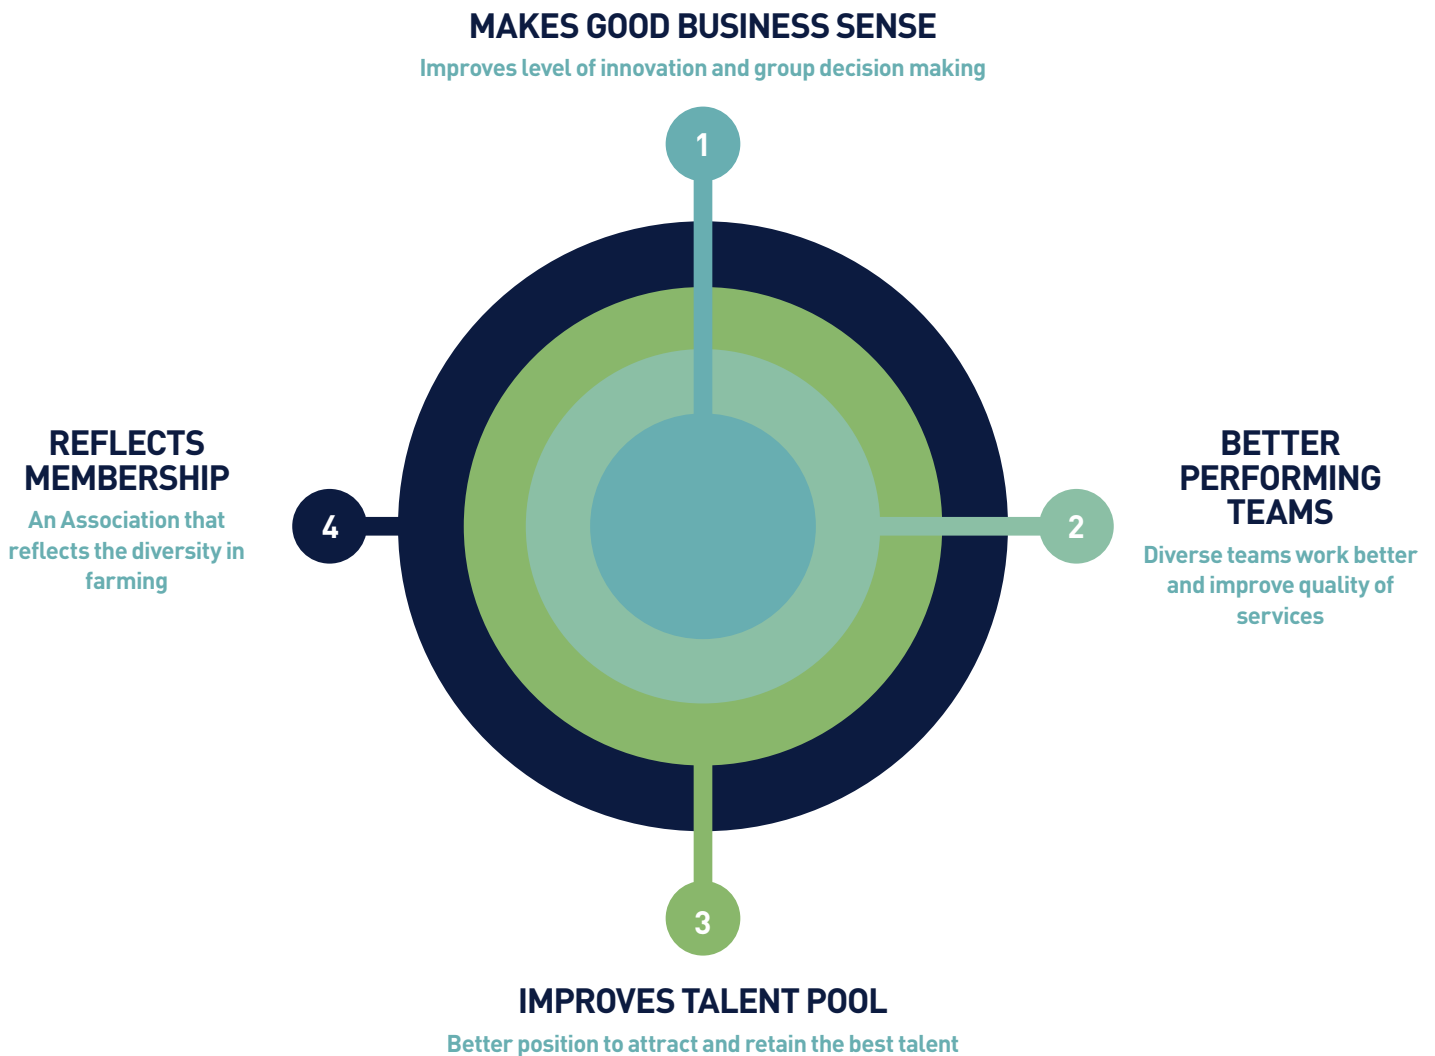 MAKES GOOD BUSINESS SENSE
Improves level of innovation and group decision making
1
REFLECTS
MEMBERSHIP
An Association that
reflects the diversity in
farming
4
2
BETTER
PERFORMING
TEAMS
Diverse teams work better
and improve quality of
services
3
IMPROVES TALENT POOL
Better position to attract and retain the best talent